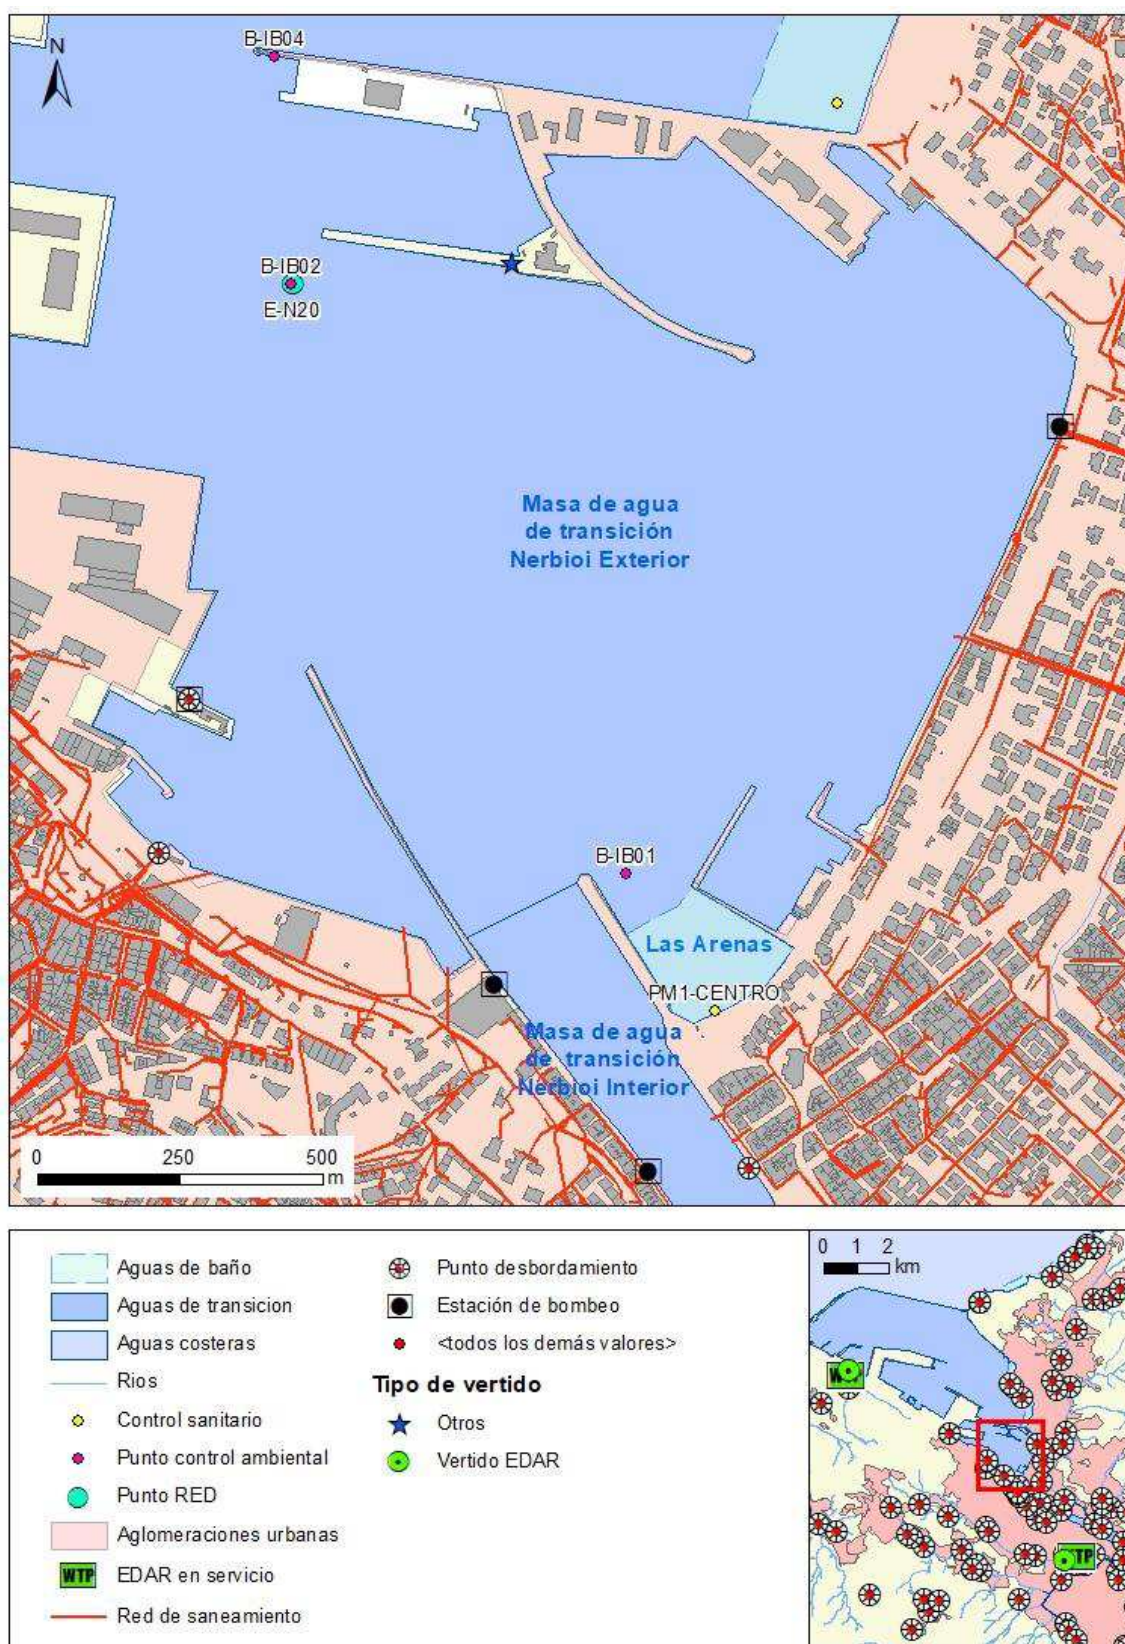 B-IB04
N
B-IB02
E-N20
Masa de agua
de transición
Nerbioi Exterior
B-IB01
Las Arenas
PM1-CENTRO
Masa de agua
de transición
Nerbioi Interior
0 250 500
m
Aguas de baño
Aguas de transicion
Aguas costeras
Rios
Control sanitario
Punto control ambiental
Punto RED
Aglomeraciones urbanas
WTP EDAR en servicio
Red de saneamiento
Punto desbordamiento
Estación de bombeo
<todos los demás valores>
Tipo de vertido
Otros
Vertido EDAR
0 1 2
km
WTP
WTP